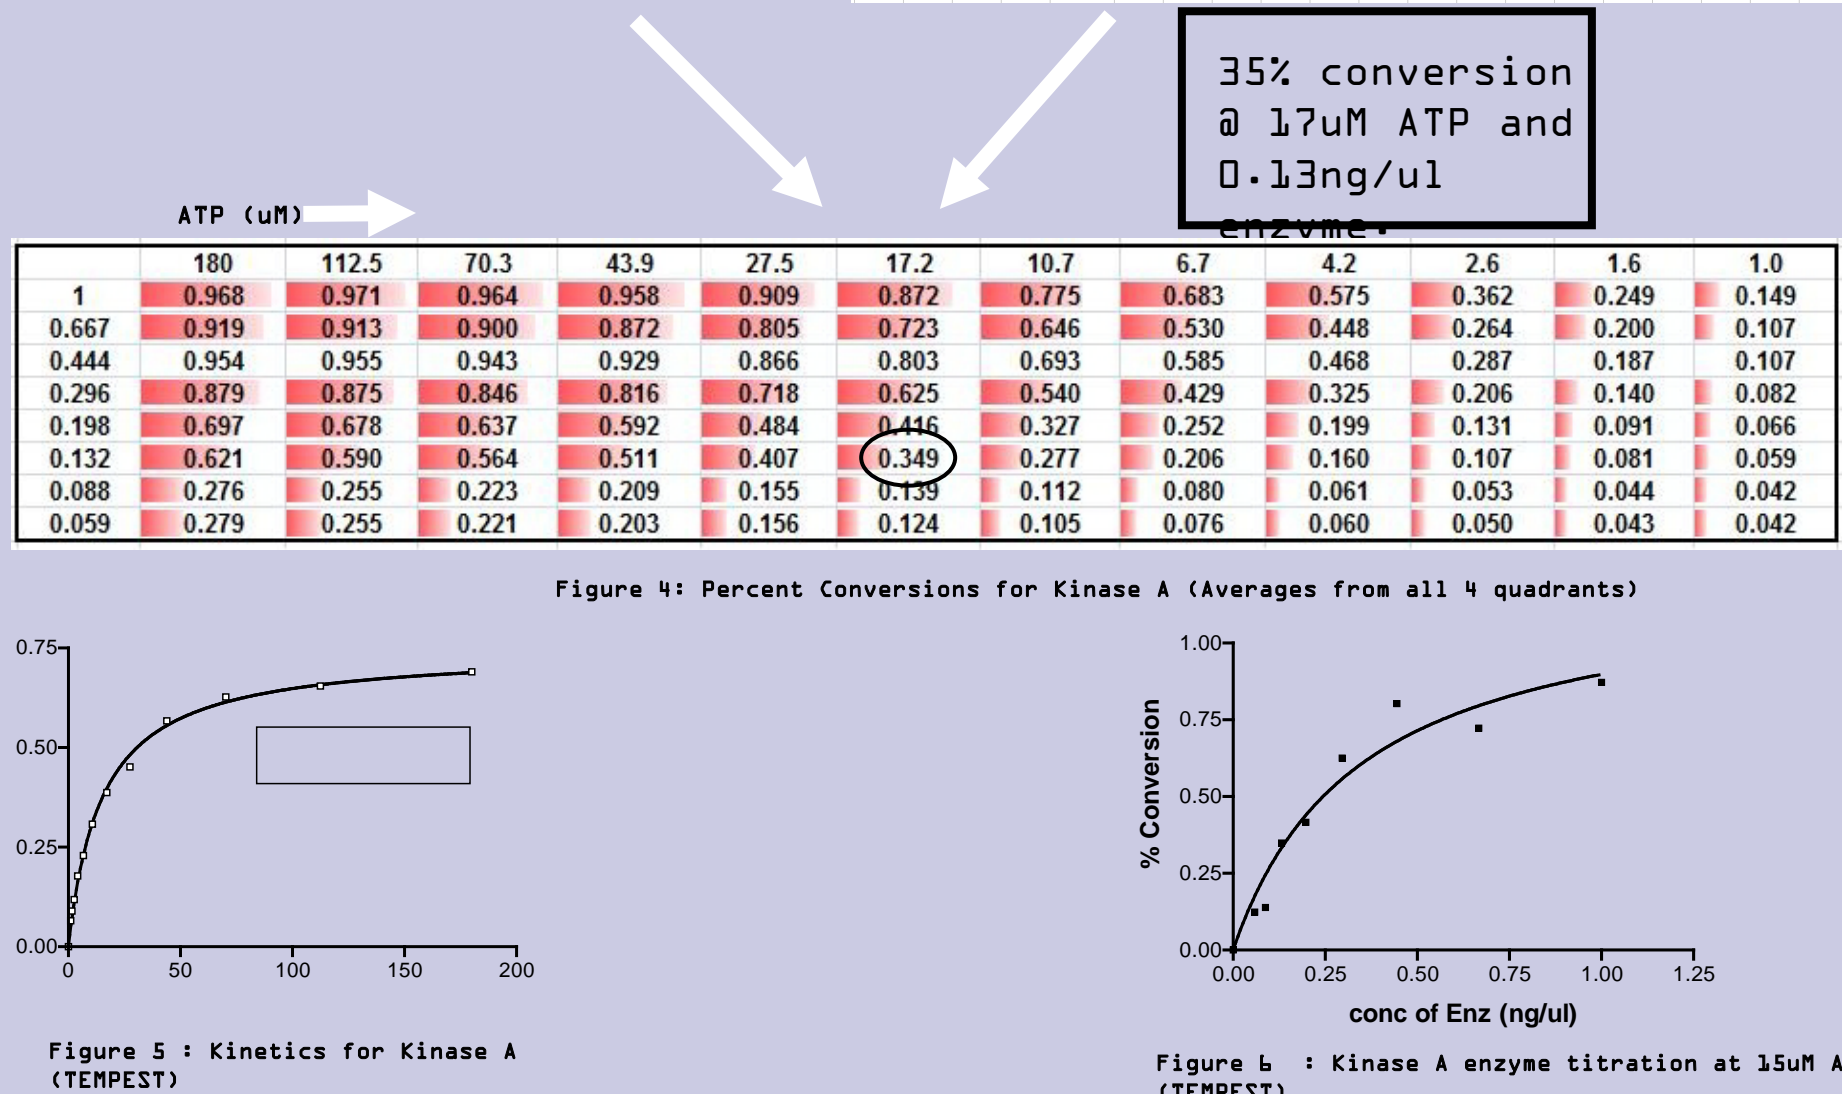 35% conversion
@ 17uM ATP and
0.13ng/ul
enzyme.
ATP (uM)
180 112.5 70.3 43.9 27.5 17.2 10.7 6.7 4.2 2.6 1.6 1.0
1 0.968 0.971 0.964 0.958 0.909 0.872 0.775 0.683 0.575 0.362 0.249 0.149
0.667 0.919 0.913 0.900 0.872 0.805 0.723 0.646 0.530 0.448 0.264 0.200 0.107
0.444 0.954 0.955 0.943 0.929 0.866 0.803 0.693 0.585 0.468 0.287 0.187 0.107
0.296 0.879 0.875 0.846 0.816 0.718 0.625 0.540 0.429 0.325 0.206 0.140 0.082
0.198 0.697 0.678 0.637 0.592 0.484 0.416 0.327 0.252 0.199 0.131 0.091 0.066
0.132 0.621 0.590 0.564 0.511 0.407 0.349 0.277 0.206 0.160 0.107 0.081 0.059
0.088 0.276 0.255 0.223 0.209 0.155 0.139 0.112 0.080 0.061 0.053 0.044 0.042
0.059 0.279 0.255 0.221 0.203 0.156 0.124 0.105 0.076 0.060 0.050 0.043 0.042
Figure 4: Percent Conversions for Kinase A (Averages from all 4 quadrants)
0.75
0.50
0.25
0.00
0 50 100 150 200
Figure 5 : Kinetics for Kinase A
(TEMPEST)
1.00
0.75
0.50
0.25
0.00
% Conversion
0.00 0.25 0.50 0.75 1.00 1.25
conc of Enz (ng/ul)
Figure 6 : Kinase A enzyme titration at 15uM A
(TEMPEST)